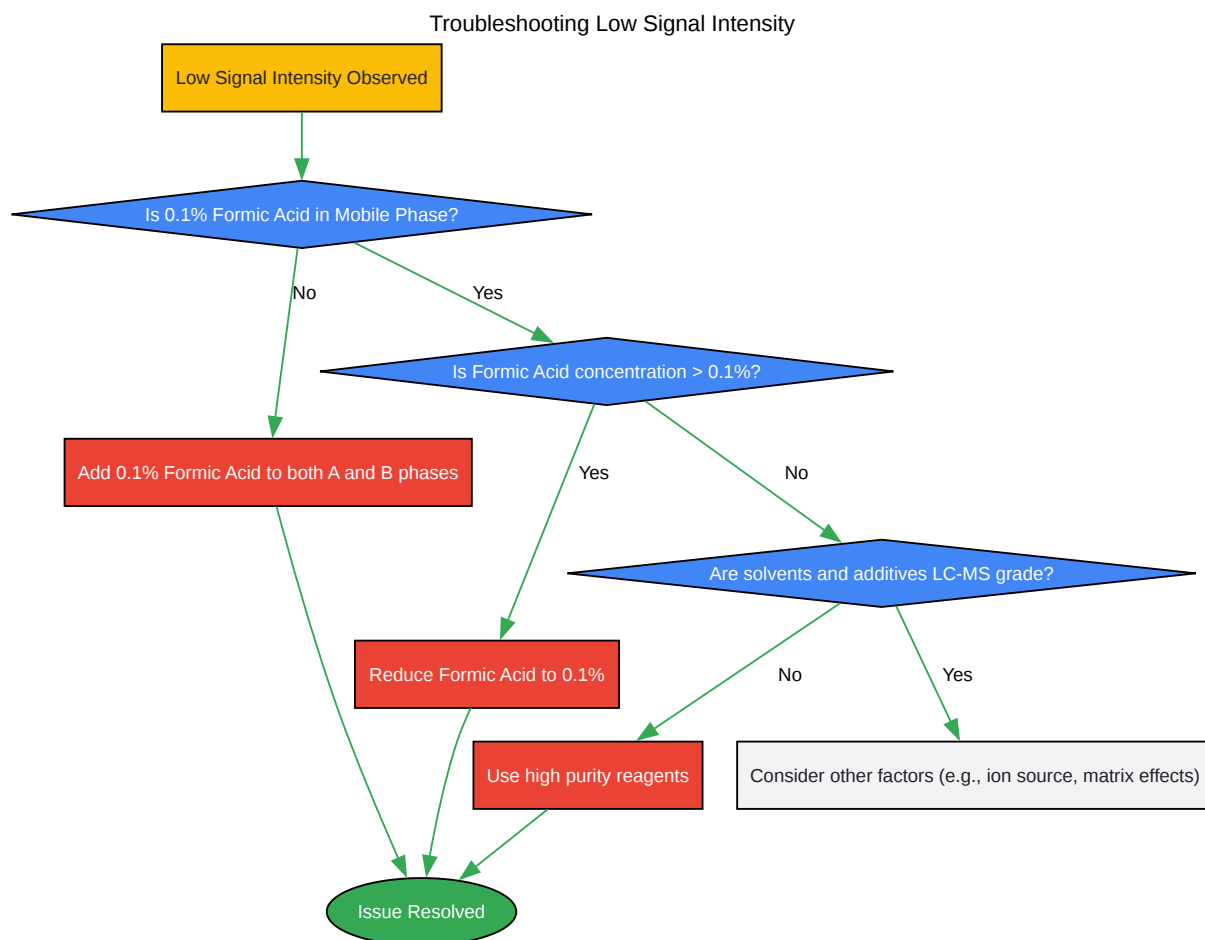 Troubleshooting Low Signal Intensity
Low Signal Intensity Observed
Is 0.1% Formic Acid in Mobile Phase?
No
Yes
Is Formic Acid concentration > 0.1%?
Add 0.1% Formic Acid to both A and B phases
Yes
No
Are solvents and additives LC-MS grade?
Reduce Formic Acid to 0.1%
No
Yes
Use high purity reagents
Consider other factors (e.g., ion source, matrix effects)
Issue Resolved